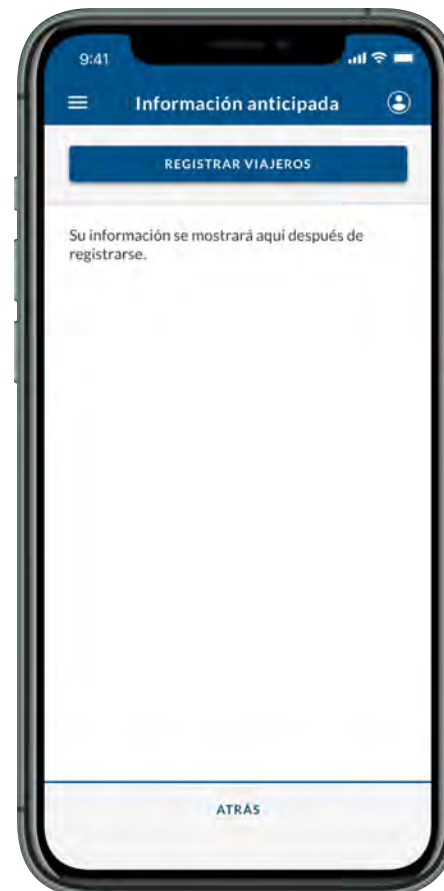 9:41
Información anticipada
REGISTRAR VIAJEROS
Su información se mostrará aquí después de
registrarse.
ATRÁS